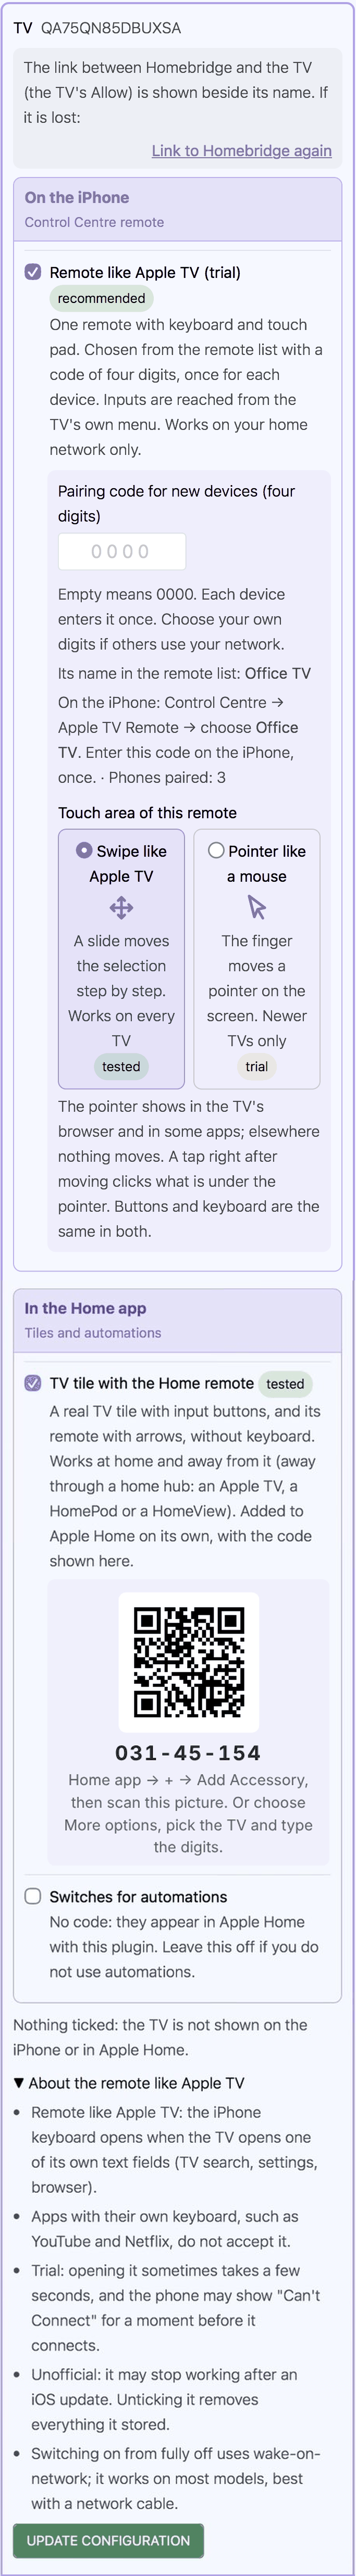 TV QA75QN85DBUXSA
The link between Homebridge and the TV
(the TV's Allow) is shown beside its name. If
it is lost:
Link to Homebridge again
On the iPhone
Control Centre remote
Remote like Apple TV (trial)
recommended
One remote with keyboard and touch
pad. Chosen from the remote list with a
code of four digits, once for each
device. Inputs are reached from the
TV's own menu. Works on your home
network only.
Pairing code for new devices (four
digits)
0000
Empty means 0000. Each device
enters it once. Choose your own
digits if others use your network.
Its name in the remote list: Office TV
On the iPhone: Control Centre →
Apple TV Remote → choose Office
TV. Enter this code on the iPhone,
once. · Phones paired: 3
Touch area of this remote
Swipe like
Apple TV
A slide moves
the selection
step by step.
Works on every
TV
tested
Pointer like
a mouse
The finger
moves a
pointer on the
screen. Newer
TVs only
trial
The pointer shows in the TV's
browser and in some apps; elsewhere
nothing moves. A tap right after
moving clicks what is under the
pointer. Buttons and keyboard are the
same in both.
In the Home app
Tiles and automations
TV tile with the Home remote tested
A real TV tile with input buttons, and its
remote with arrows, without keyboard.
Works at home and away from it (away
through a home hub: an Apple TV, a
HomePod or a HomeView). Added to
Apple Home on its own, with the code
shown here.
031-45-154
Home app → + → Add Accessory,
then scan this picture. Or choose
More options, pick the TV and type
the digits.
Switches for automations
No code: they appear in Apple Home
with this plugin. Leave this off if you do
not use automations.
Nothing ticked: the TV is not shown on the
iPhone or in Apple Home.
▼ About the remote like Apple TV
• Remote like Apple TV: the iPhone
keyboard opens when the TV opens one
of its own text fields (TV search, settings,
browser).
• Apps with their own keyboard, such as
YouTube and Netflix, do not accept it.
• Trial: opening it sometimes takes a few
seconds, and the phone may show "Can't
Connect" for a moment before it
connects.
• Unofficial: it may stop working after an
iOS update. Unticking it removes
everything it stored.
• Switching on from fully off uses wake-on-
network; it works on most models, best
with a network cable.
UPDATE CONFIGURATION